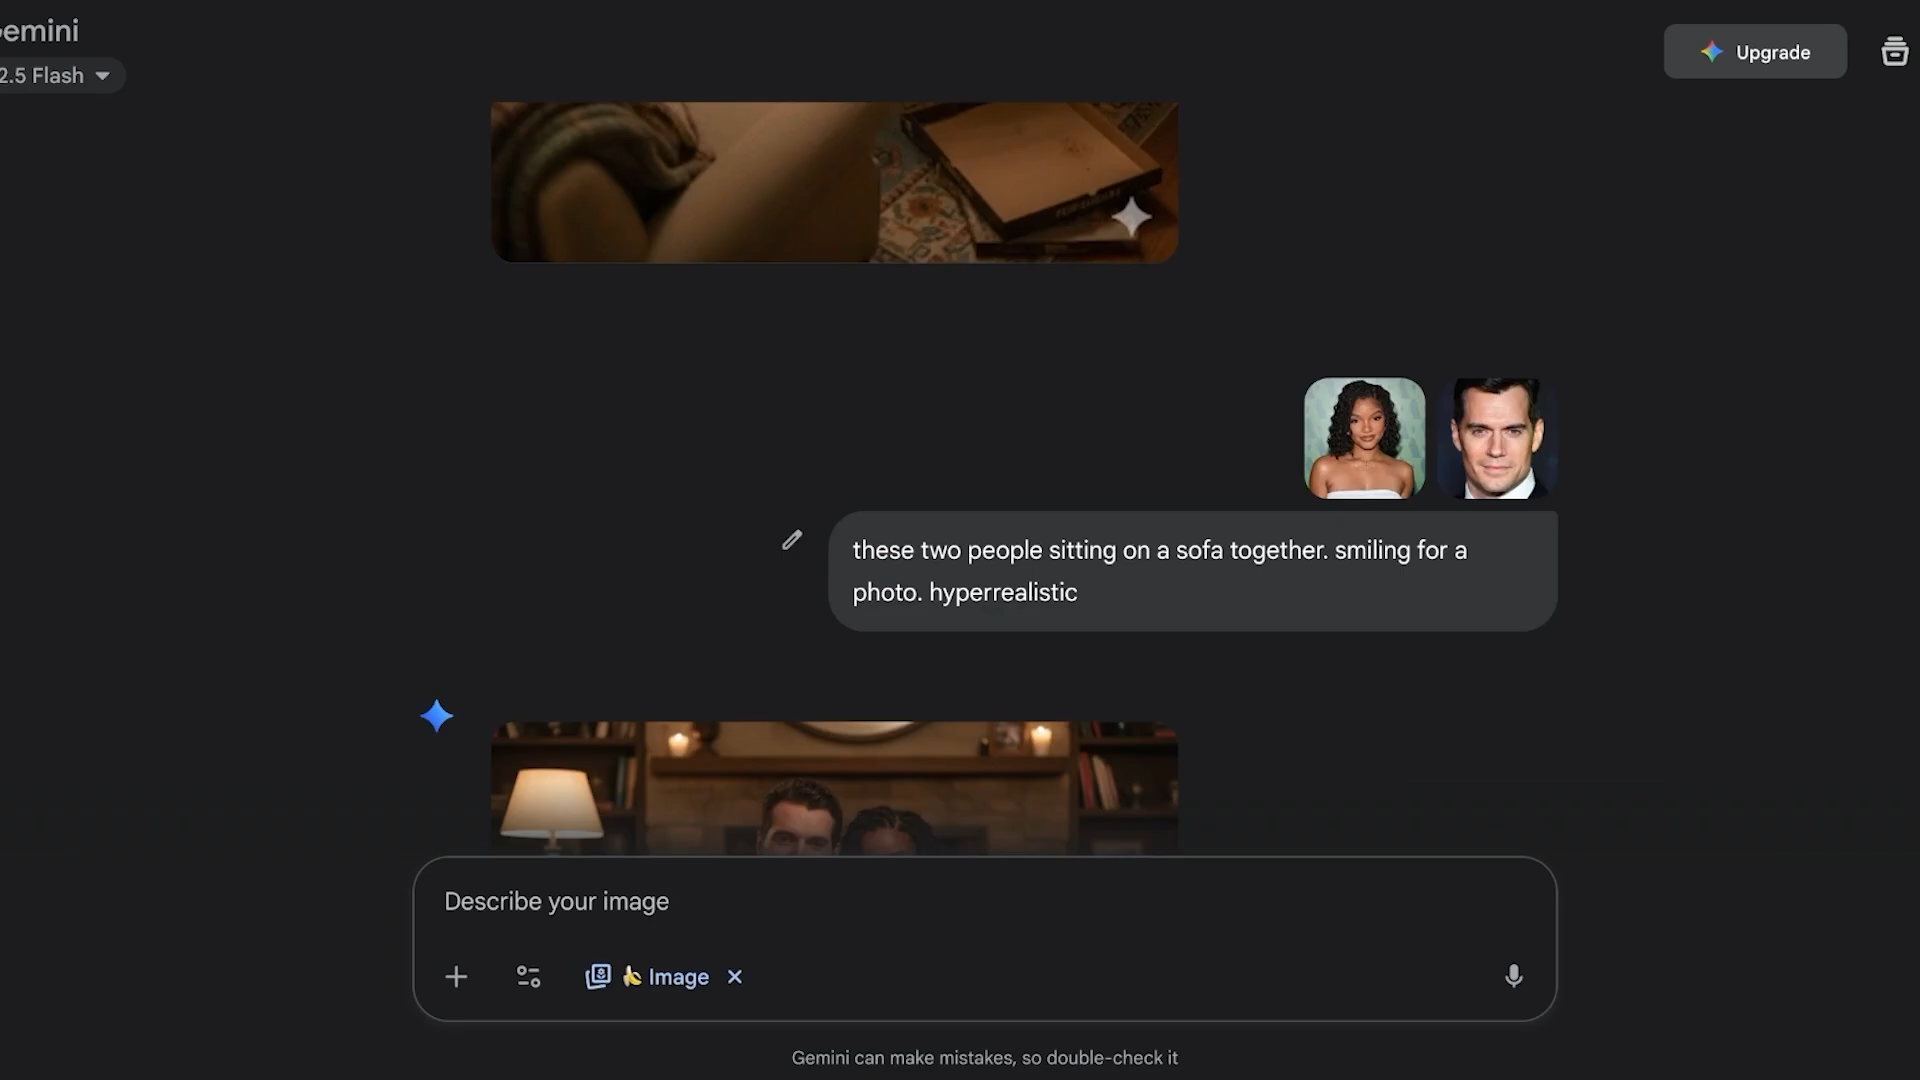 emini
2.5 Flash
Upgrade
these two people sitting on a sofa together. smiling for a
photo. hyperrealistic
Describe your image
Image
Gemini can make mistakes, so double-check it